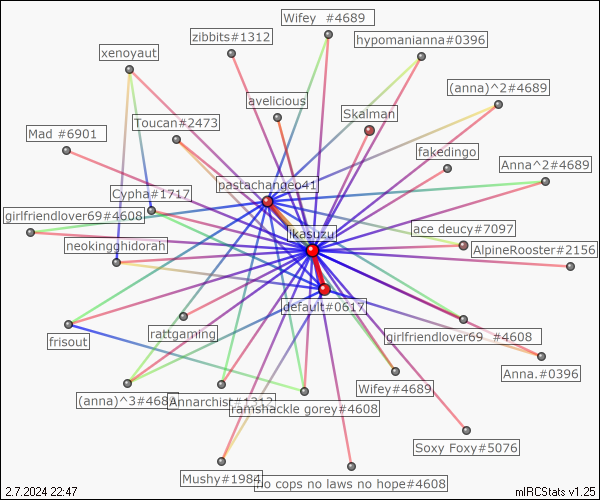 Wifey  #4689
zibbits#1312
hypomanianna#0396
xenoyaut
(anna)^2#4689
avelicious
Skalman
Toucan#2473
Mad #6901
fakedingo
Anna^2#4689
pastachangeo41
Cypha#1717
girlfriendlover69#4608
ace deucy#7097
likasuzu
neokingghidorah
AlpineRooster#2156
default#0617
rattgaming
girlfriendlover69  #4608
frisout
Anna.#0396
Wifey#4689
(anna)^3#4689
Annarchist#1312
ramshackle gorey#4608
Soxy Foxy#5076
Mushy#1984
no cops no laws no hope#4608
2.7.2024 22:47
mIRCStats v1.25